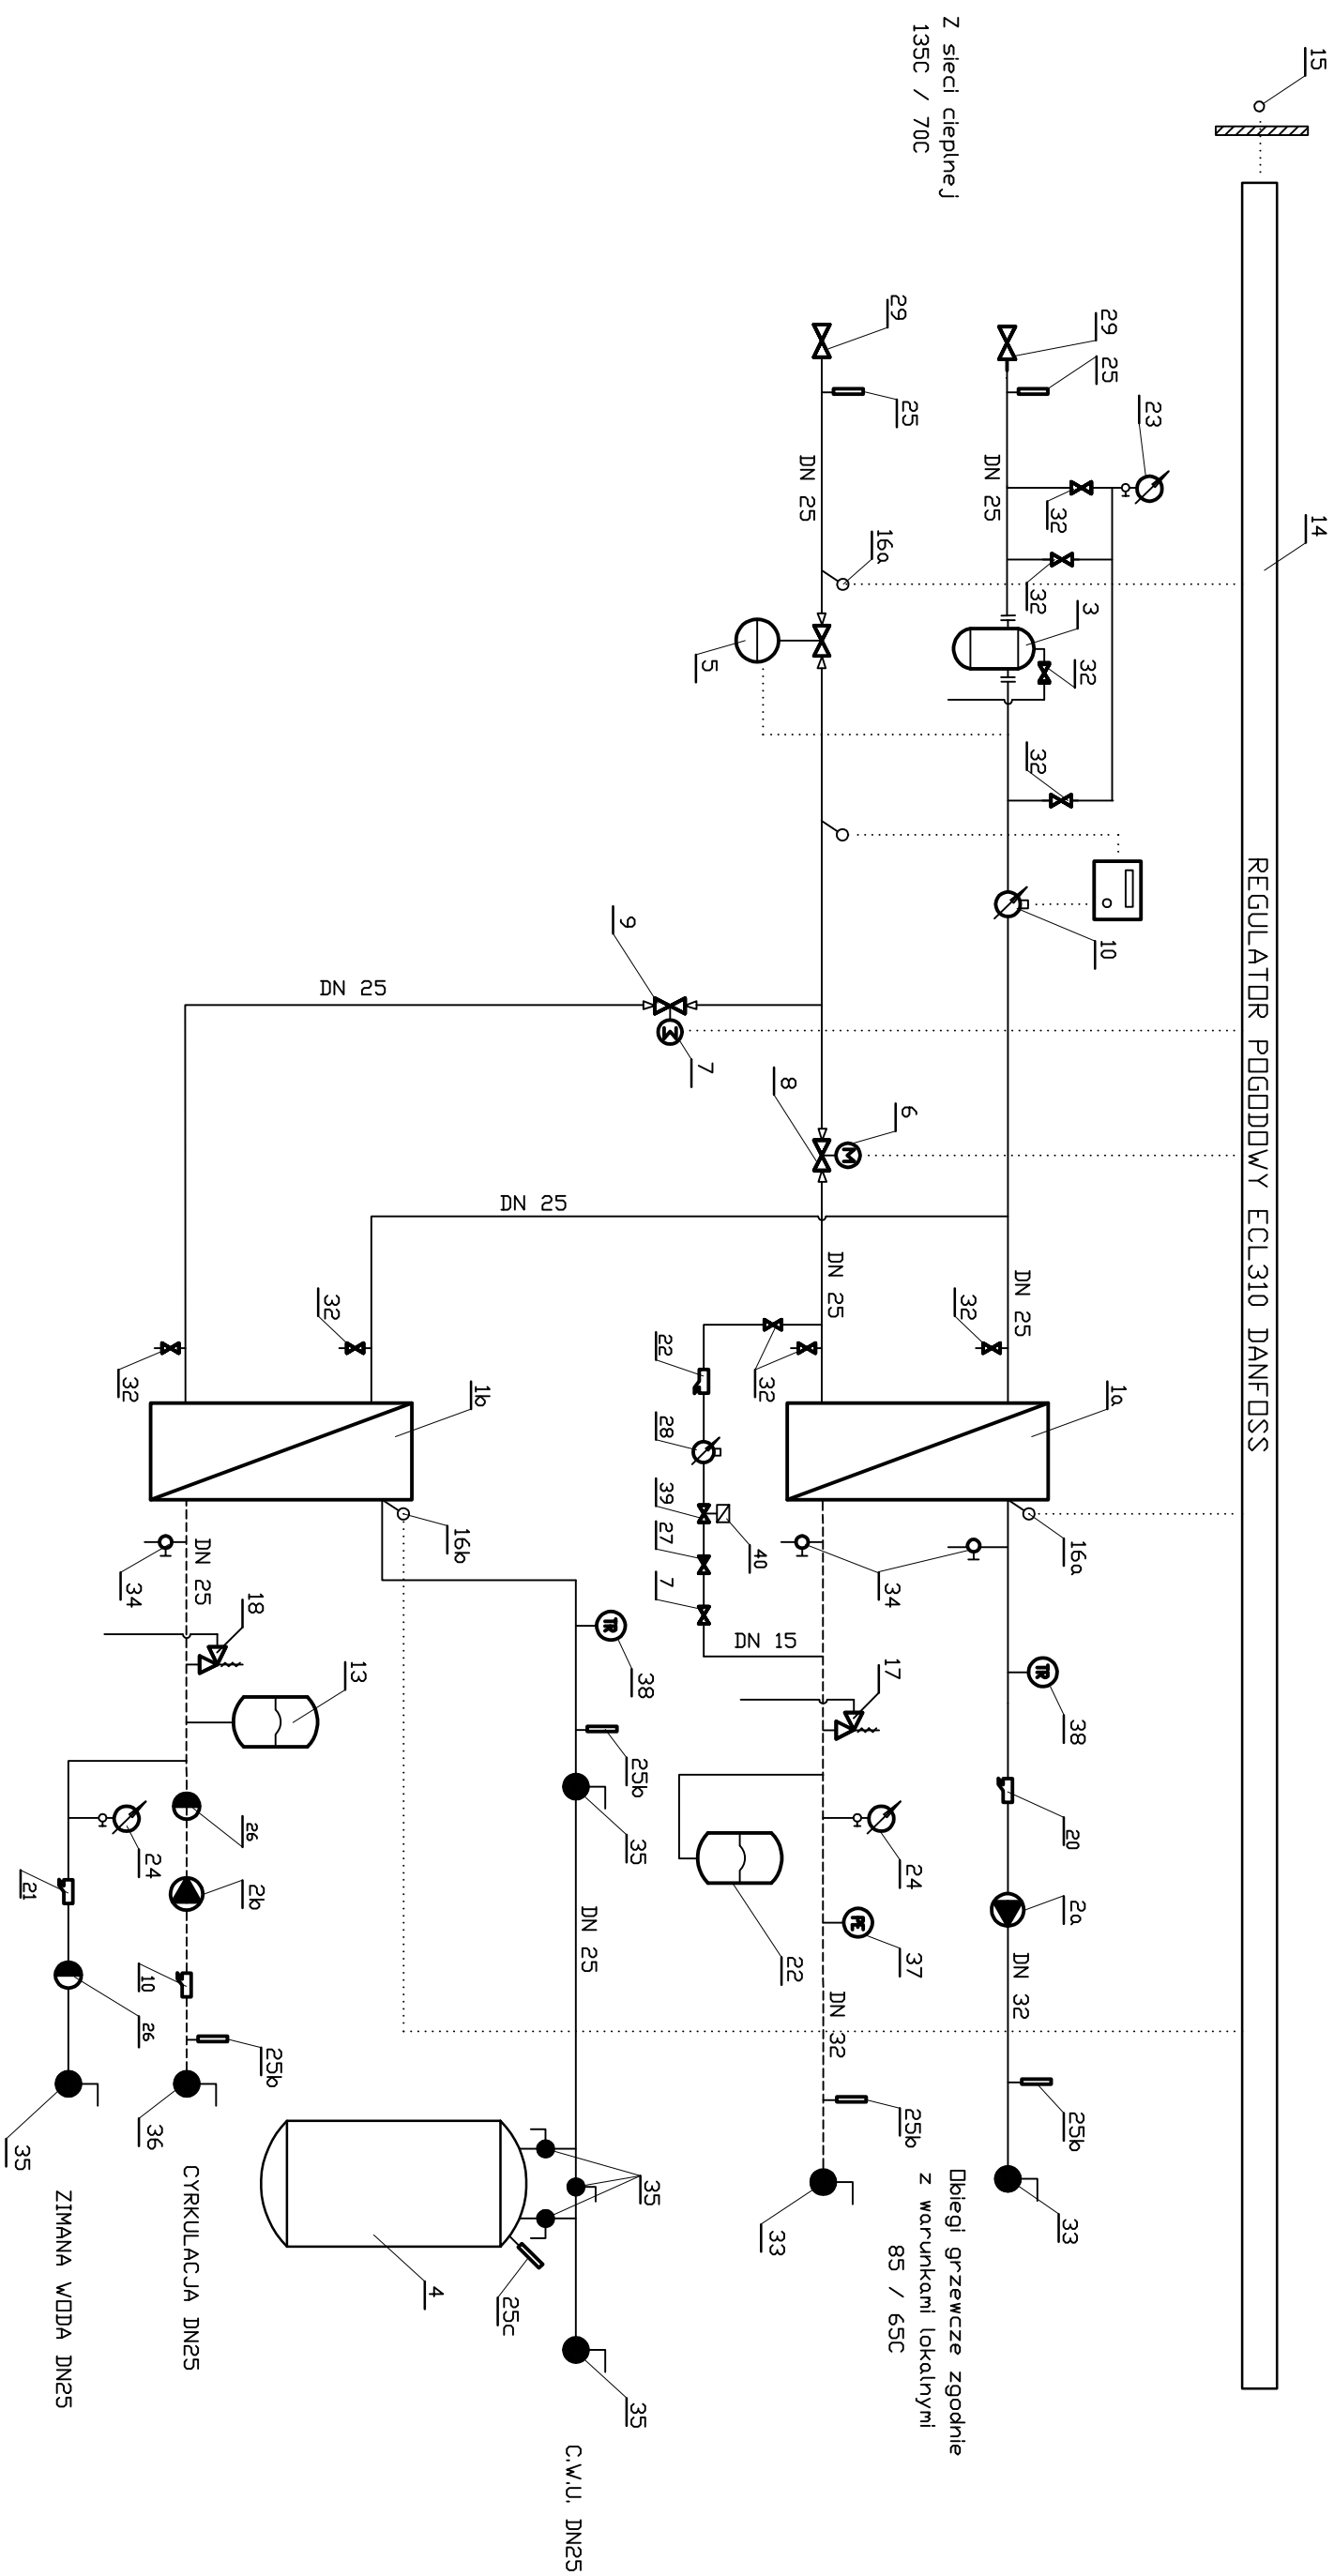 15
14
REGULATOR POGODOWY ECL310 DANFOSS
Z sieci cieplnej
135C / 70C
29
25
23
32
32
3
32
32
10
DN 25
29
25
DN 25
16a
5
9
7
8
6
DN 25
DN 25
DN 25
DN 25
32
32
32
32
1a
1b
22
28
39
40
27
7
DN 15
16a
34
38
20
2a
DN 32
25b
33
17
24
22
37
DN 32
25b
33
Obiegi grzewcze zgodnie
z warunkami lokalnymi
85 / 65C
16b
38
25b
35
DN 25
35
25c
4
35
C.W.U. DN25
34
DN 25
18
13
26
2b
10
25b
36
CYRKULACJA DN25
24
21
26
35
ZIMANA WODA DN25